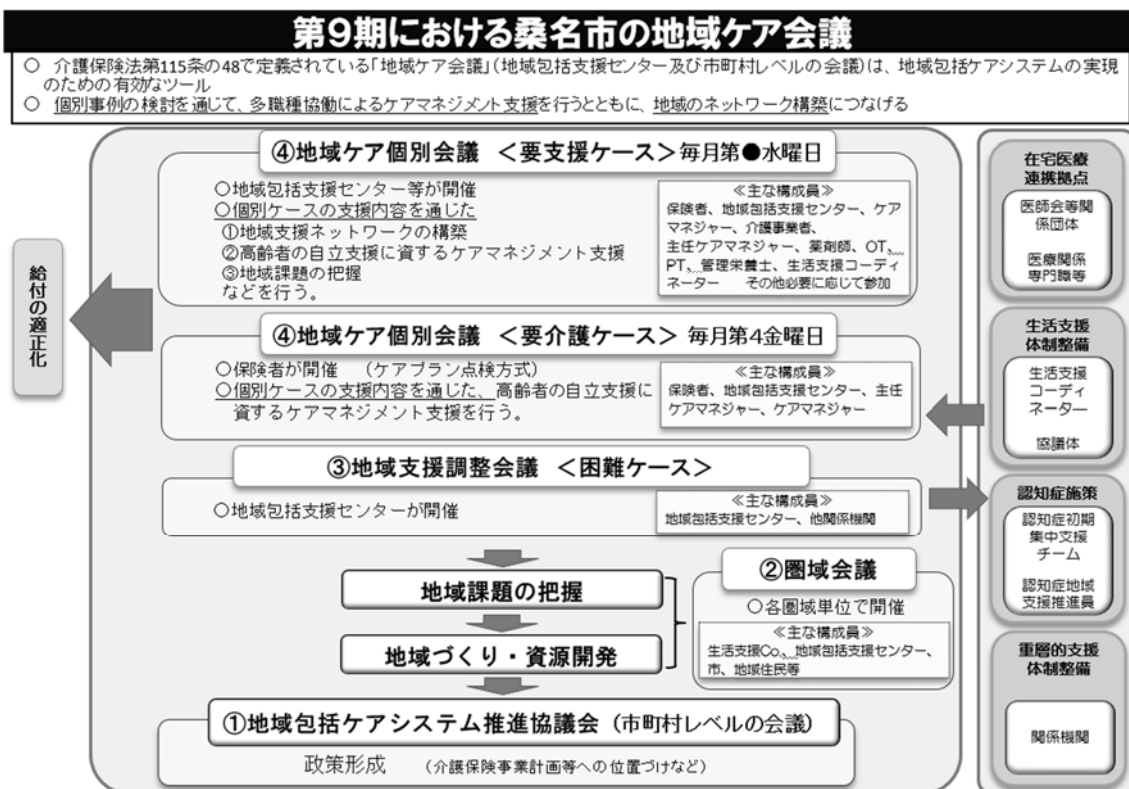 第9期における桑名市の地域ケア会議
○ 介護保険法第115条の48で定義されている「地域ケア会議」(地域包括支援センター及び市町村レベルの会議)は、地域包括ケアシステムの実現
のための有効なツール
○ 個別事例の検討を通じて、多職種協働によるケアマネジメント支援を行うとともに、地域のネットワーク構築につなげる
④地域ケア個別会議 <要支援ケース> 毎月第●水曜日
○地域包括支援センター等が開催
○個別ケースの支援内容を通じた
①地域支援ネットワークの構築
②高齢者の自立支援に資するケアマネジメント支援
③地域課題の把握
などを行う。
≪主な構成員≫
保険者、地域包括支援センター、ケア
マネジャー、介護事業者、
主任ケアマネジャー、薬剤師、OT、
PT、管理栄養士、生活支援コーディ
ネーター その他必要に応じて参加
給付の適正化
④地域ケア個別会議 <要介護ケース> 毎月第4金曜日
○保険者が開催 (ケアプラン点検方式)
○個別ケースの支援内容を通じた、高齢者の自立支援に
資するケアマネジメント支援を行う。
≪主な構成員≫
保険者、地域包括支援センター、主任
ケアマネジャー、ケアマネジャー
③地域支援調整会議 <困難ケース>
○地域包括支援センターが開催
≪主な構成員≫
地域包括支援センター、他関係機関
地域課題の把握
地域づくり・資源開発
②圏域会議
○各圏域単位で開催
≪主な構成員≫
生活支援Co、地域包括支援センター、
市、地域住民等
①地域包括ケアシステム推進協議会 (市町村レベルの会議)
政策形成 (介護保険事業計画等への位置づけなど)
在宅医療
連携拠点
医師会等関
係団体
医療関係
専門職等
生活支援
体制整備
生活支援
コーディ
ネーター
協議体
認知症施策
認知症初期
集中支援
チーム
認知症地域
支援推進員
重層的支援
体制整備
関係機関